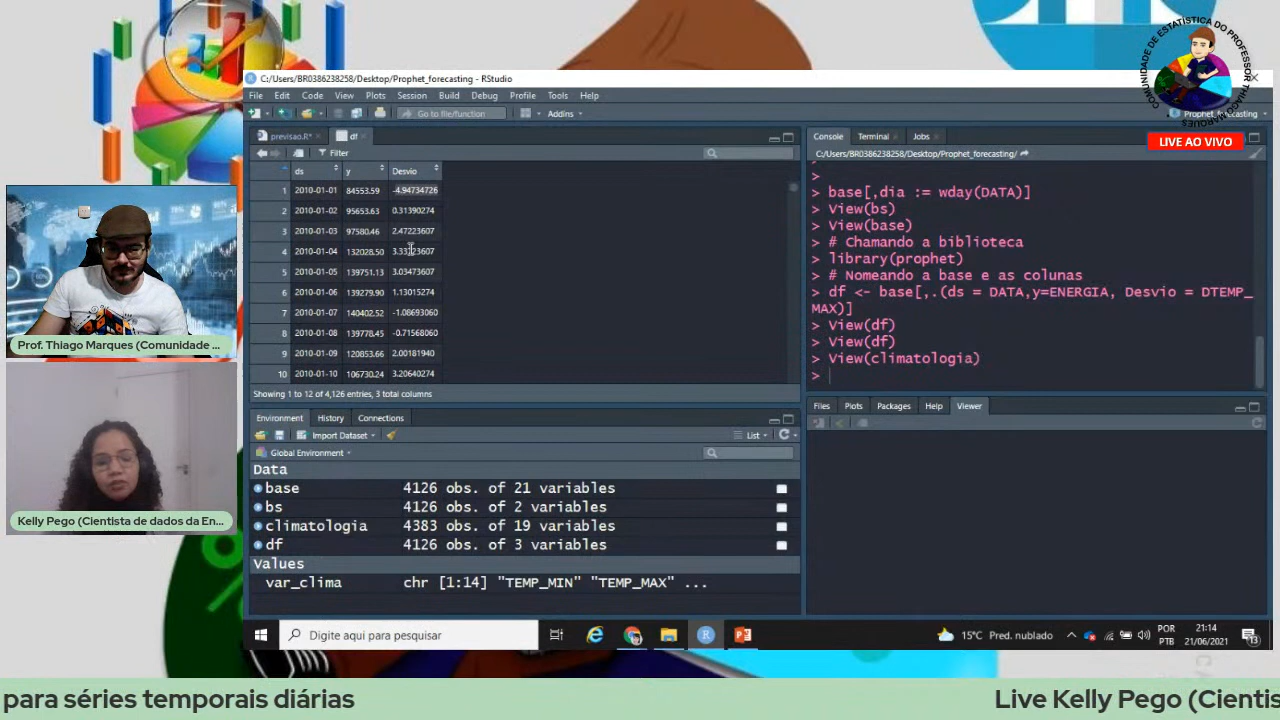 COMUNIDADE DE ESTATÍSTICA DO PROFESSOR THIAGO MARQUES
LIVE AO VIVO
C:/Users/BR0386238258/Desktop/Prophet_forecasting - RStudio
File Edit Code View Plots Session Build Debug Profile Tools Help
Go to file/function Addins Prophet_forecasting
previsao.R* df
Filter
ds y Desvio
1 2010-01-01 84553.59 -4.94734726
2 2010-01-02 95653.63 0.31390274
3 2010-01-03 97580.46 2.47223607
4 2010-01-04 132028.50
5 2010-01-05 139751.13 3.03473607
6 2010-01-06 139279.90 1.13015274
7 2010-01-07 140402.52 -1.08693060
8 2010-01-08 139778.45 -0.71568060
9 2010-01-09 120853.66 2.00181940
10 2010-01-10 106730.24 3.20640274
Showing 1 to 12 of 4,126 entries, 3 total columns
Environment History Connections
Import Dataset List
Global Environment
Data
base 4126 obs. of 21 variables
bs 4126 obs. of 2 variables
climatologia 4383 obs. of 19 variables
df 4126 obs. of 3 variables
Values
var_clima chr [1:14] "TEMP_MIN" "TEMP_MAX" ...
Console Terminal Jobs
C:/Users/BR0386238258/Desktop/Prophet_forecasting/
>
> base[,dia := wday(DATA)]
> View(bs)
> View(base)
> # Chamando a biblioteca
> library(prophet)
> # Nomeando a base e as colunas
> df <- base[,.(ds = DATA,y=ENERGIA, Desvio = DTEMP_
MAX)]
> View(df)
> View(df)
> View(climatologia)
>
Files Plots Packages Help Viewer
Prof. Thiago Marques (Comunidade ...
Kelly Pego (Cientista de dados da En...
Digite aqui para pesquisar
15°C Pred. nublado
POR
PTB
21:14
21/06/2021
13
para séries temporais diárias
Live Kelly Pego (Cientis